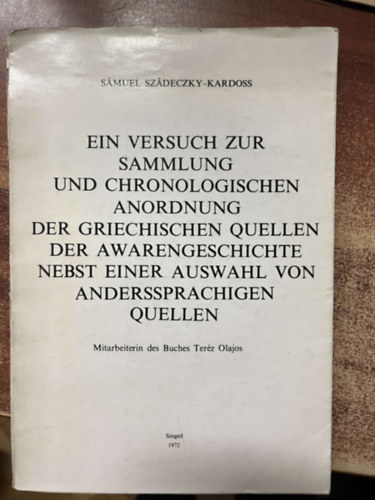 SÁMUEL SZÁDECZKY-KARDOSS
EIN VERSUCH ZUR
SAMMLUNG
UND CHRONOLOGISCHEN
ANORDNUNG
DER GRIECHISCHEN QUELLEN
DER AWARENGESCHICHTE
NEBST EINER AUSWAHL VON
ANDERSSPRACHIGEN
QUELLEN
Mitarbeiterin des Buches Teréz Olajos
Szeged
1972